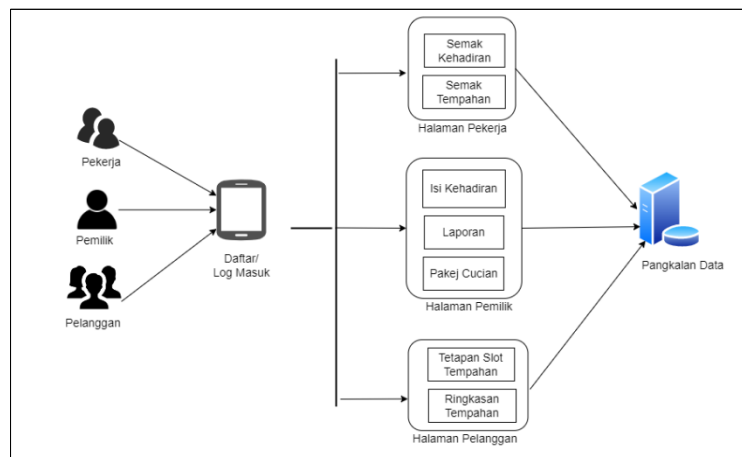 Pekerja
Pemilik
Pelanggan
Daftar/
Log Masuk
Semak
Kehadiran
Semak
Tempahan
Halaman Pekerja
Isi Kehadiran
Laporan
Pakej Cucian
Halaman Pemilik
Tetapan Slot
Tempahan
Ringkasan
Tempahan
Halaman Pelanggan
Pangkalan Data